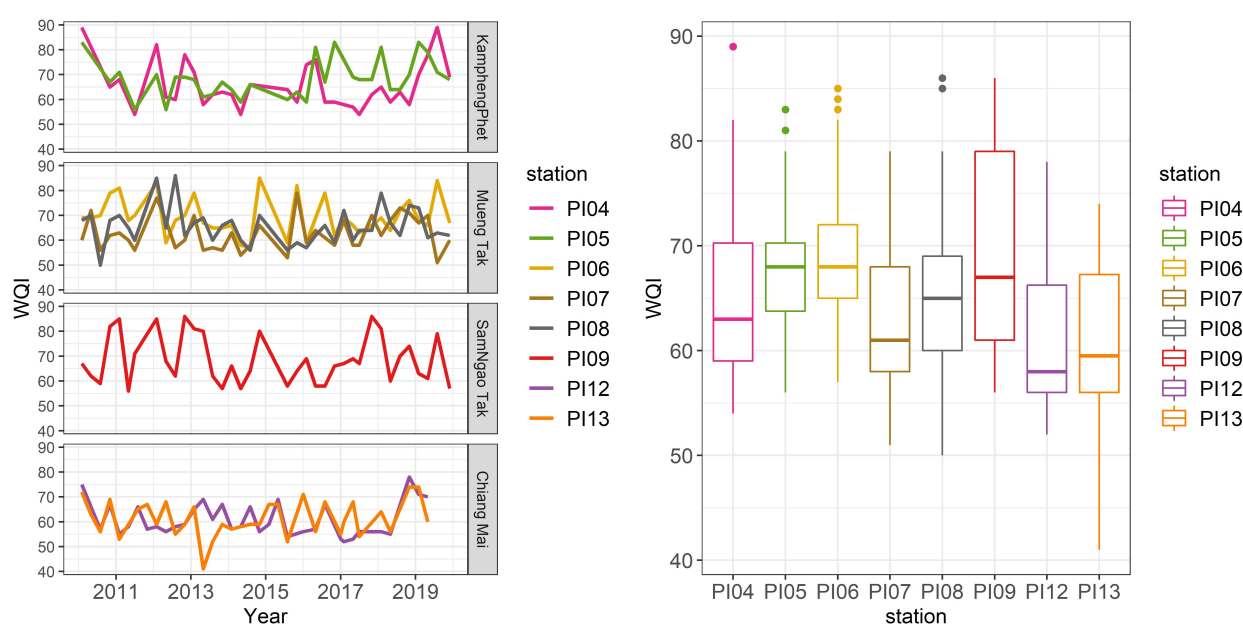 WQI
90
80
70
60
50
40
KamphengPhet
90
80
70
60
50
40
Mueng Tak
90
80
70
60
50
40
SamNgao Tak
90
80
70
60
50
40
Chiang Mai
2011 2013 2015 2017 2019
Year
station
PI04
PI05
PI06
PI07
PI08
PI09
PI12
PI13
WQI
90
80
70
60
50
40
PI04 PI05 PI06 PI07 PI08 PI09 PI12 PI13
station
station
PI04
PI05
PI06
PI07
PI08
PI09
PI12
PI13